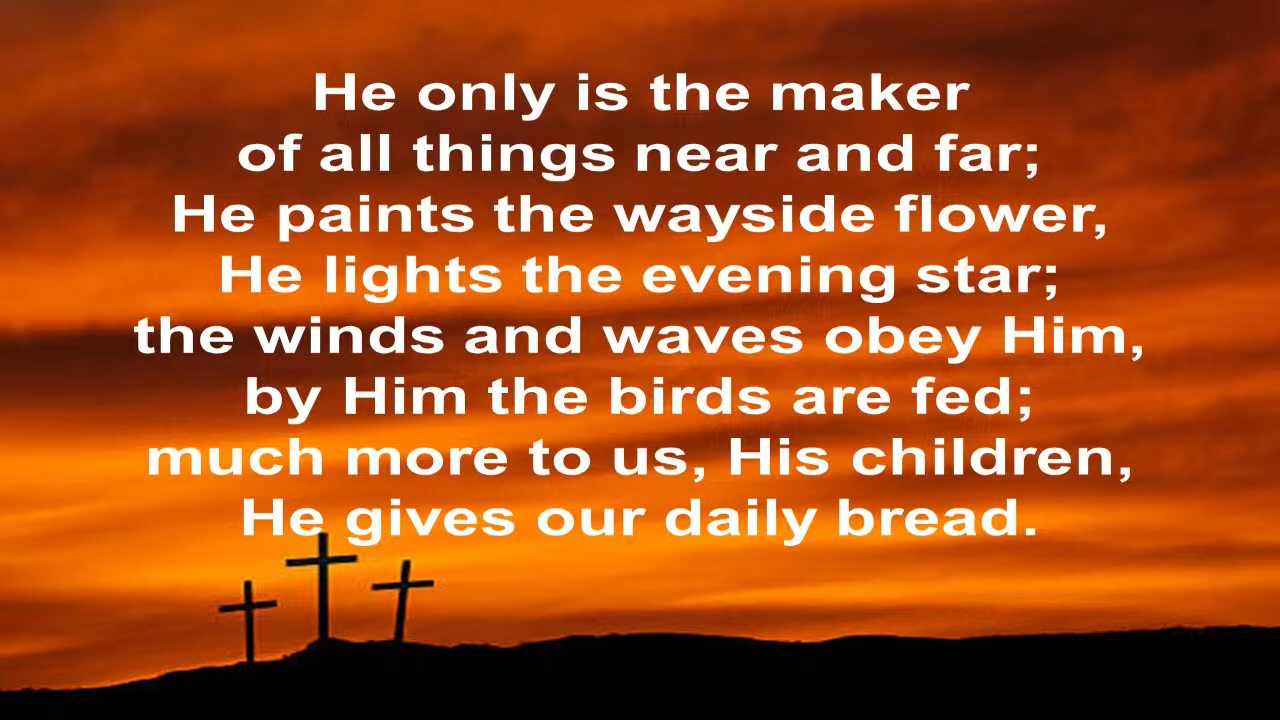 He only is the maker
of all things near and far;
He paints the wayside flower,
He lights the evening star;
the winds and waves obey Him,
by Him the birds are fed;
much more to us, His children,
He gives our daily bread.